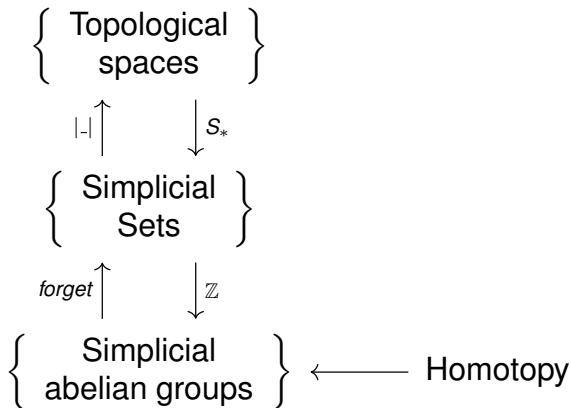 { Topological
spaces }
|-| S*
{ Simplicial
Sets }
forget ℤ
{ Simplicial
abelian groups } Homotopy